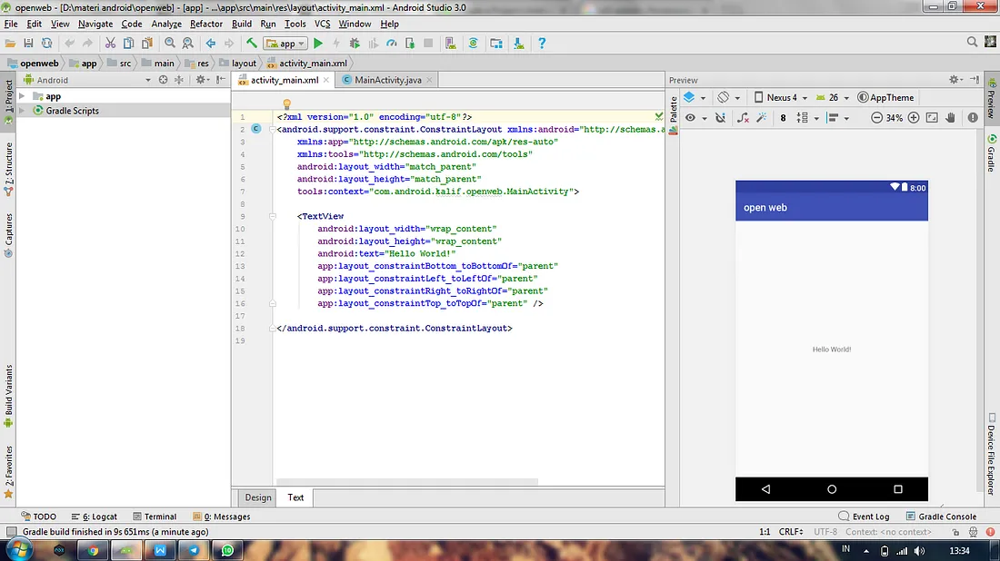 openweb - [D:\materi android\openweb] - [app] - ...\app\src\main\res\layout\activity_main.xml - Android Studio 3.0
File Edit View Navigate Code Analyze Refactor Build Run Tools VCS Window Help
app
openweb app src main res layout activity_main.xml
Android
activity_main.xml MainActivity.java
Preview
1: Project
app
Gradle Scripts
Z: Structure
Captures
Build Variants
2: Favorites
1 <?xml version="1.0" encoding="utf-8"?>
2 <android.support.constraint.ConstraintLayout xmlns:android="http://schemas.a
3 xmlns:app="http://schemas.android.com/apk/res-auto"
4 xmlns:tools="http://schemas.android.com/tools"
5 android:layout_width="match_parent"
6 android:layout_height="match_parent"
7 tools:context="com.android.kalif.openweb.MainActivity">
8
9 <TextView
10 android:layout_width="wrap_content"
11 android:layout_height="wrap_content"
12 android:text="Hello World!"
13 app:layout_constraintBottom_toBottomOf="parent"
14 app:layout_constraintLeft_toLeftOf="parent"
15 app:layout_constraintRight_toRightOf="parent"
16 app:layout_constraintTop_toTopOf="parent" />
17
18 </android.support.constraint.ConstraintLayout>
19
Design Text
Palette
Nexus 4 26 AppTheme
8 34%
8:00
open web
Hello World!
Preview
Gradle
Device File Explorer
TODO 6: Logcat Terminal 0: Messages Event Log Gradle Console
Gradle build finished in 9s 651ms (a minute ago) 1:1 CRLF UTF-8 Context: <no context>
IN 13:34